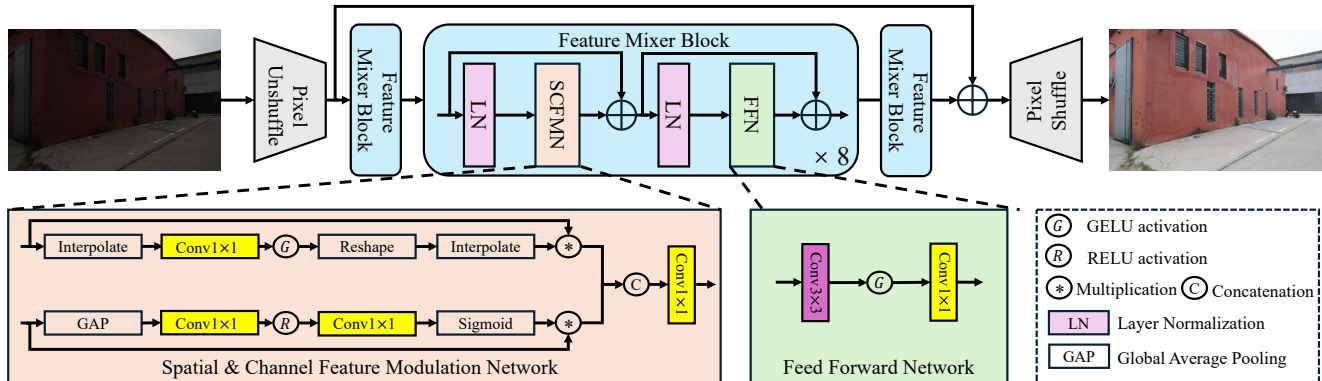 Pixel
Unshuffle
Feature
Mixer Block
Feature Mixer Block
LN
SCFMN
LN
FFN
× 8
Feature
Mixer Block
Pixel
Shuffle
Interpolate
Conv1×1
G
Reshape
Interpolate
*
GAP
Conv1×1
R
Conv1×1
Sigmoid
*
C
Conv1×1
Spatial & Channel Feature Modulation Network
Conv3×3
G
Conv1×1
Feed Forward Network
G GELU activation
R RELU activation
* Multiplication C Concatenation
LN Layer Normalization
GAP Global Average Pooling